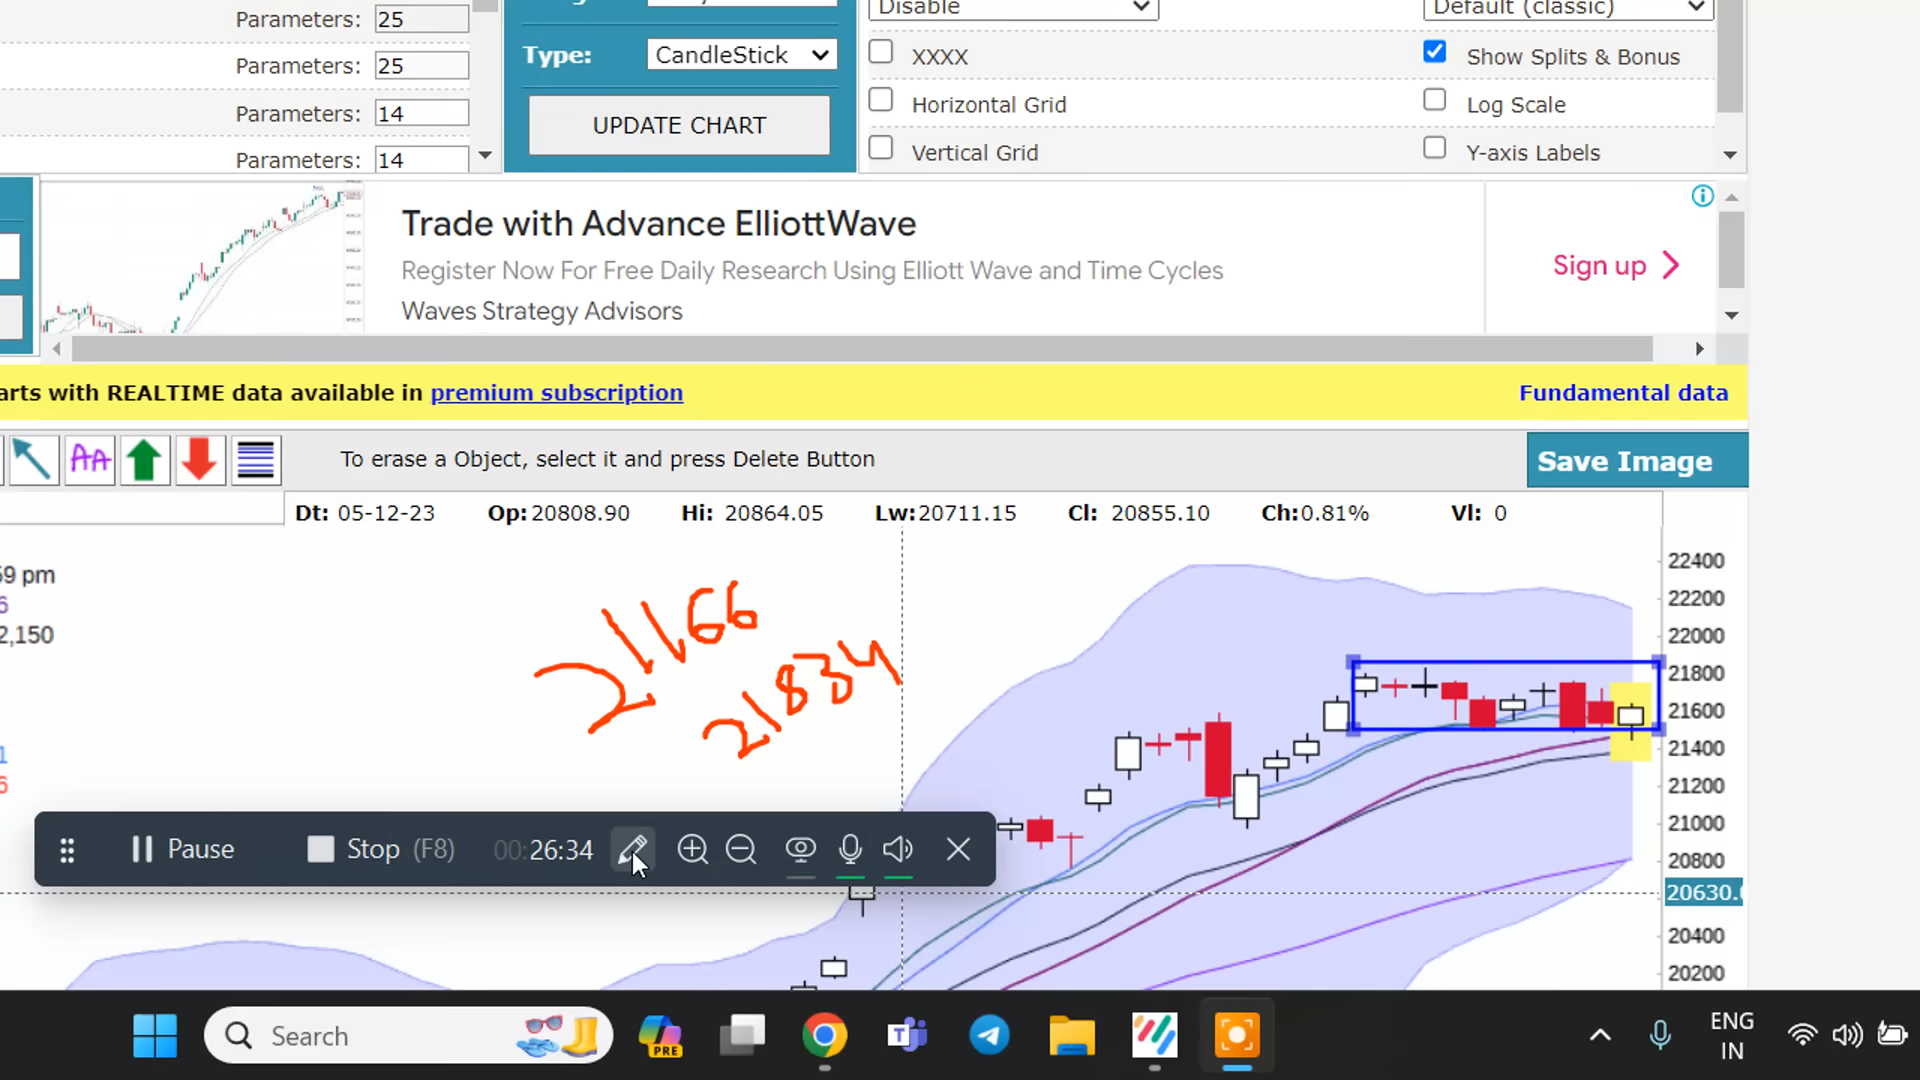 Parameters: 25
Parameters: 25
Parameters: 14
Parameters: 14
Type: CandleStick
UPDATE CHART
Disable
Default (classic)
XXXX
Show Splits & Bonus
Horizontal Grid
Log Scale
Vertical Grid
Y-axis Labels
Trade with Advance ElliottWave
Register Now For Free Daily Research Using Elliott Wave and Time Cycles
Waves Strategy Advisors
Sign up
arts with REALTIME data available in premium subscription
Fundamental data
AA
To erase a Object, select it and press Delete Button
Save Image
Dt: 05-12-23 Op:20808.90 Hi: 20864.05 Lw:20711.15 Cl: 20855.10 Ch:0.81% Vl: 0
59 pm
6
2,150
1
6
21166
21834
22400
22200
22000
21800
21600
21400
21200
21000
20800
20630.
20400
20200
Pause
Stop (F8)
00:26:34
Search
PRE
ENG
IN